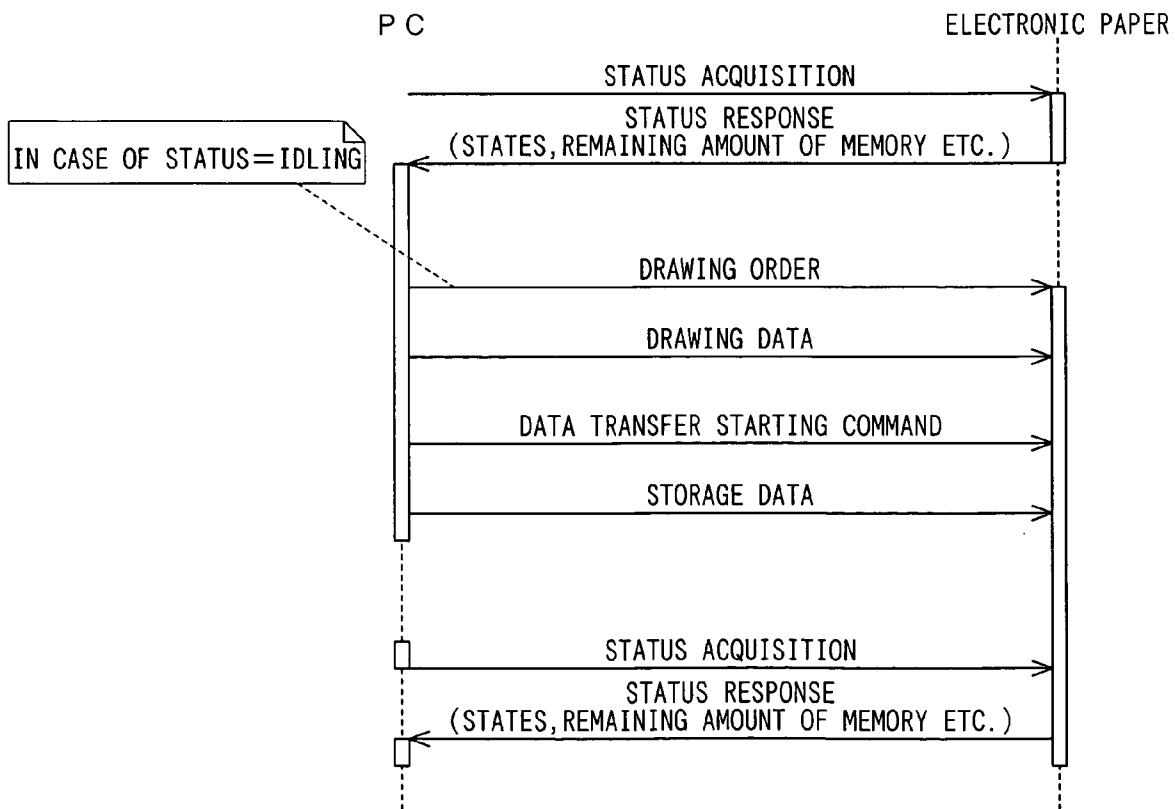 PC
ELECTRONIC PAPER
STATUS ACQUISITION
STATUS RESPONSE
(STATES,REMAINING AMOUNT OF MEMORY ETC.)
IN CASE OF STATUS=IDLING
DRAWING ORDER
DRAWING DATA
DATA TRANSFER STARTING COMMAND
STORAGE DATA
STATUS ACQUISITION
STATUS RESPONSE
(STATES,REMAINING AMOUNT OF MEMORY ETC.)